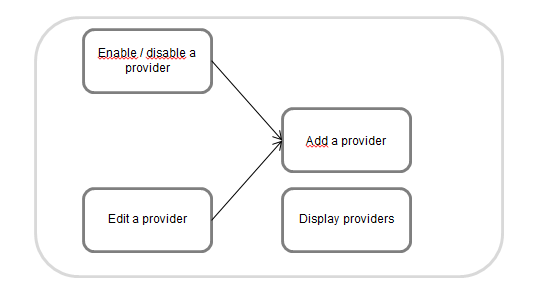 Enable / disable a
provider
Add a provider
Edit a provider
Display providers